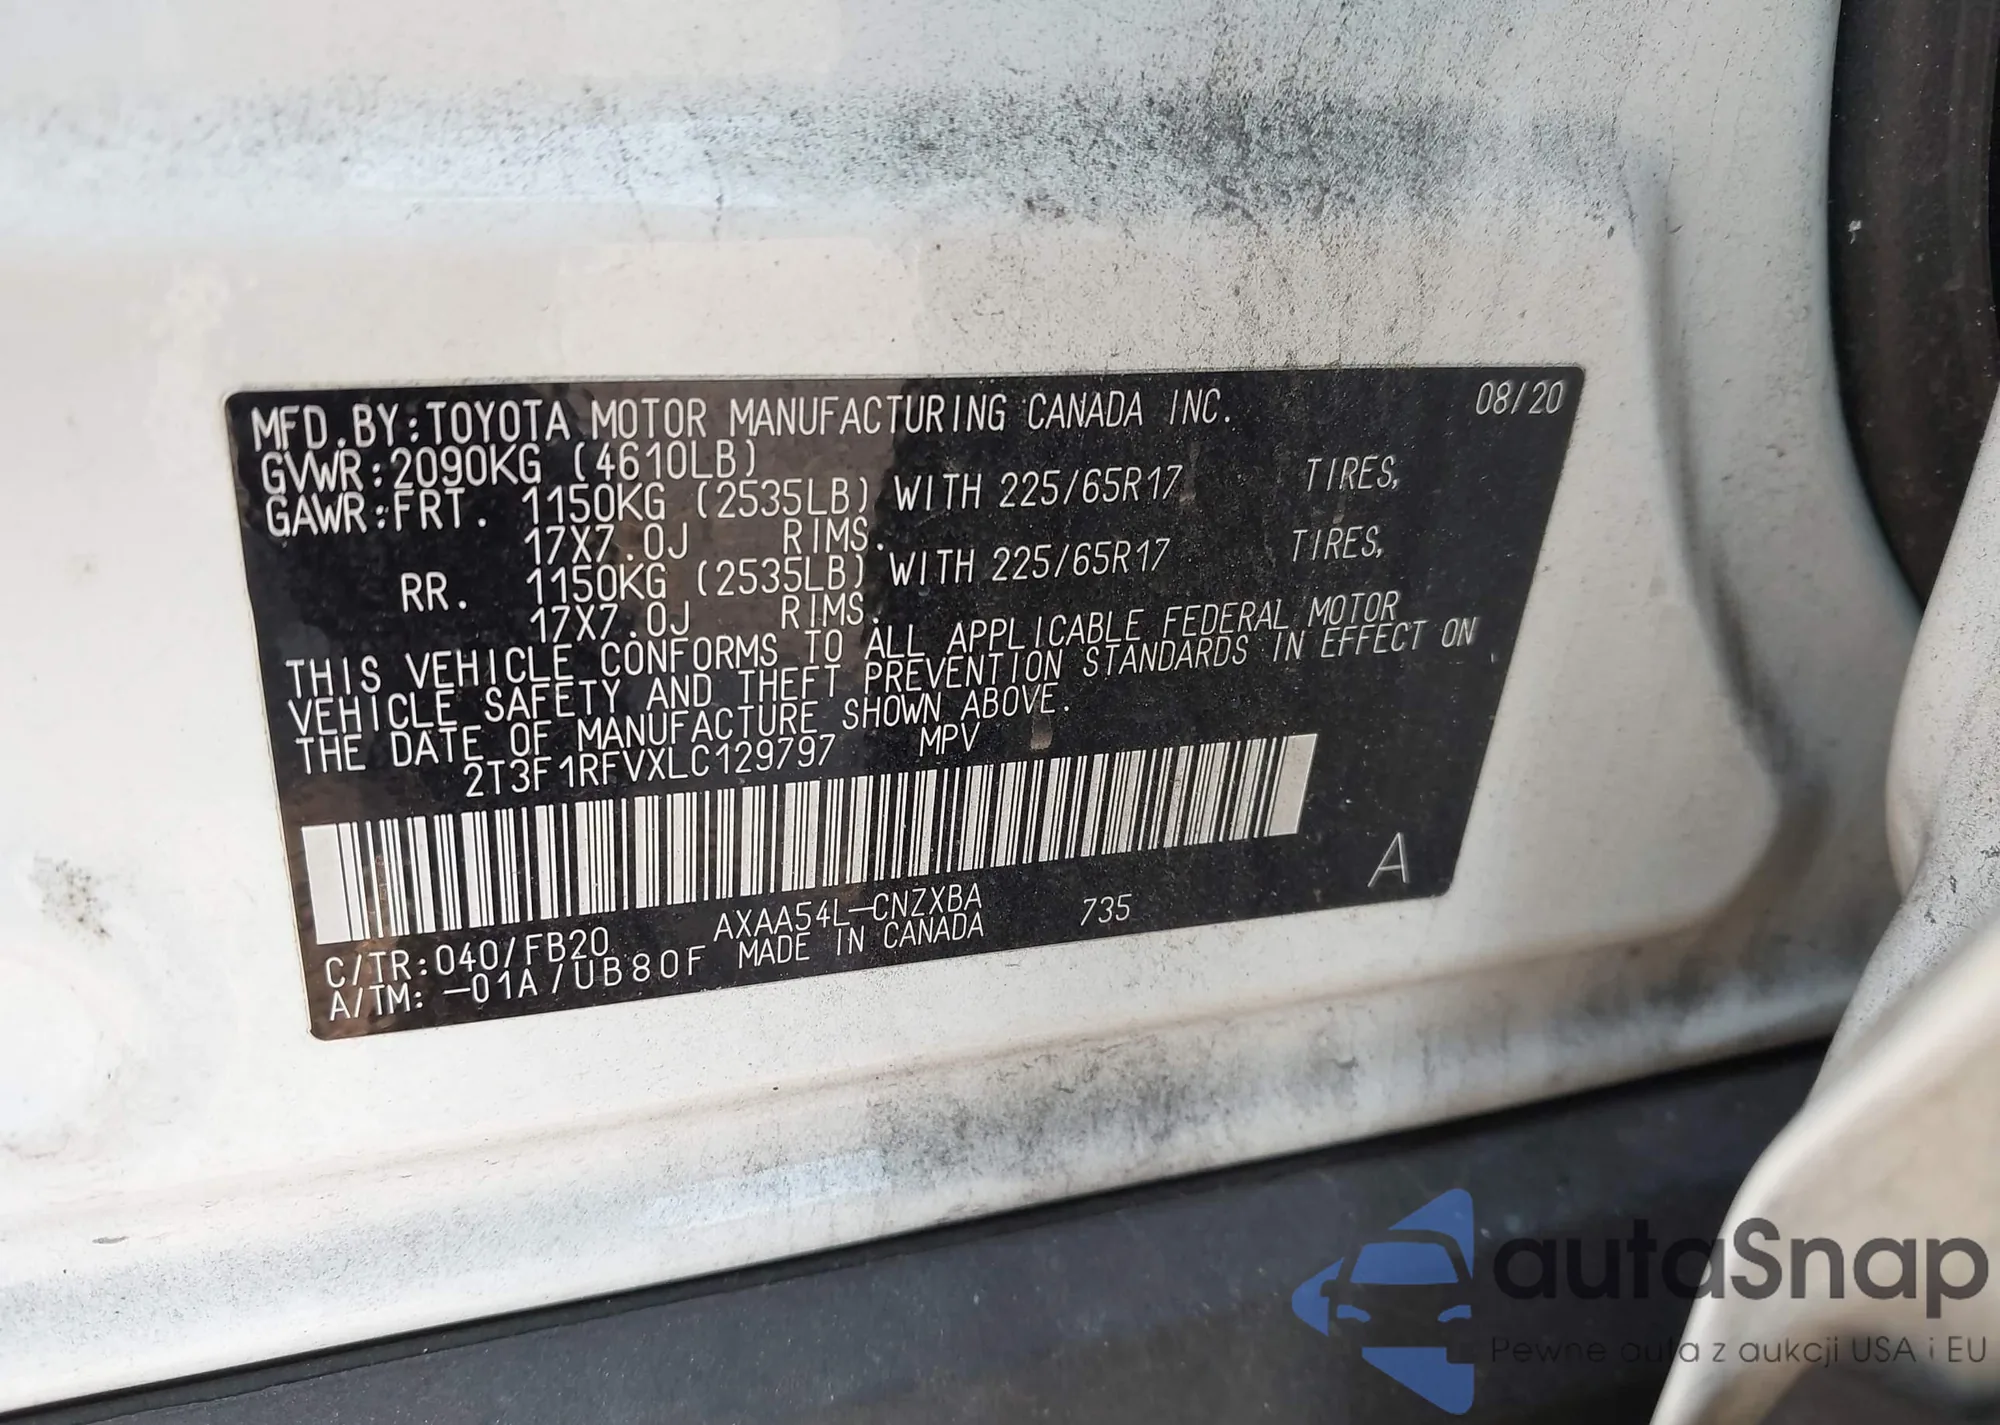 MFD.BY:TOYOTA MOTOR MANUFACTURING CANADA INC. 08/20
GVWR:2090KG (4610LB)
GAWR:FRT. 1150KG (2535LB) WITH 225/65R17 TIRES,
17X7.0J RIMS.
RR. 1150KG (2535LB) WITH 225/65R17 TIRES,
17X7.0J RIMS.
THIS VEHICLE CONFORMS TO ALL APPLICABLE FEDERAL MOTOR
VEHICLE SAFETY AND THEFT PREVENTION STANDARDS IN EFFECT ON
THE DATE OF MANUFACTURE SHOWN ABOVE.
2T3F1RFVXLC129797 MPV
A
C/TR:040/FB20 AXAA54L-CNZXBA 735
A/TM: -01A/UB80F MADE IN CANADA
autaSnap
Pewne auta z aukcji USA i EU